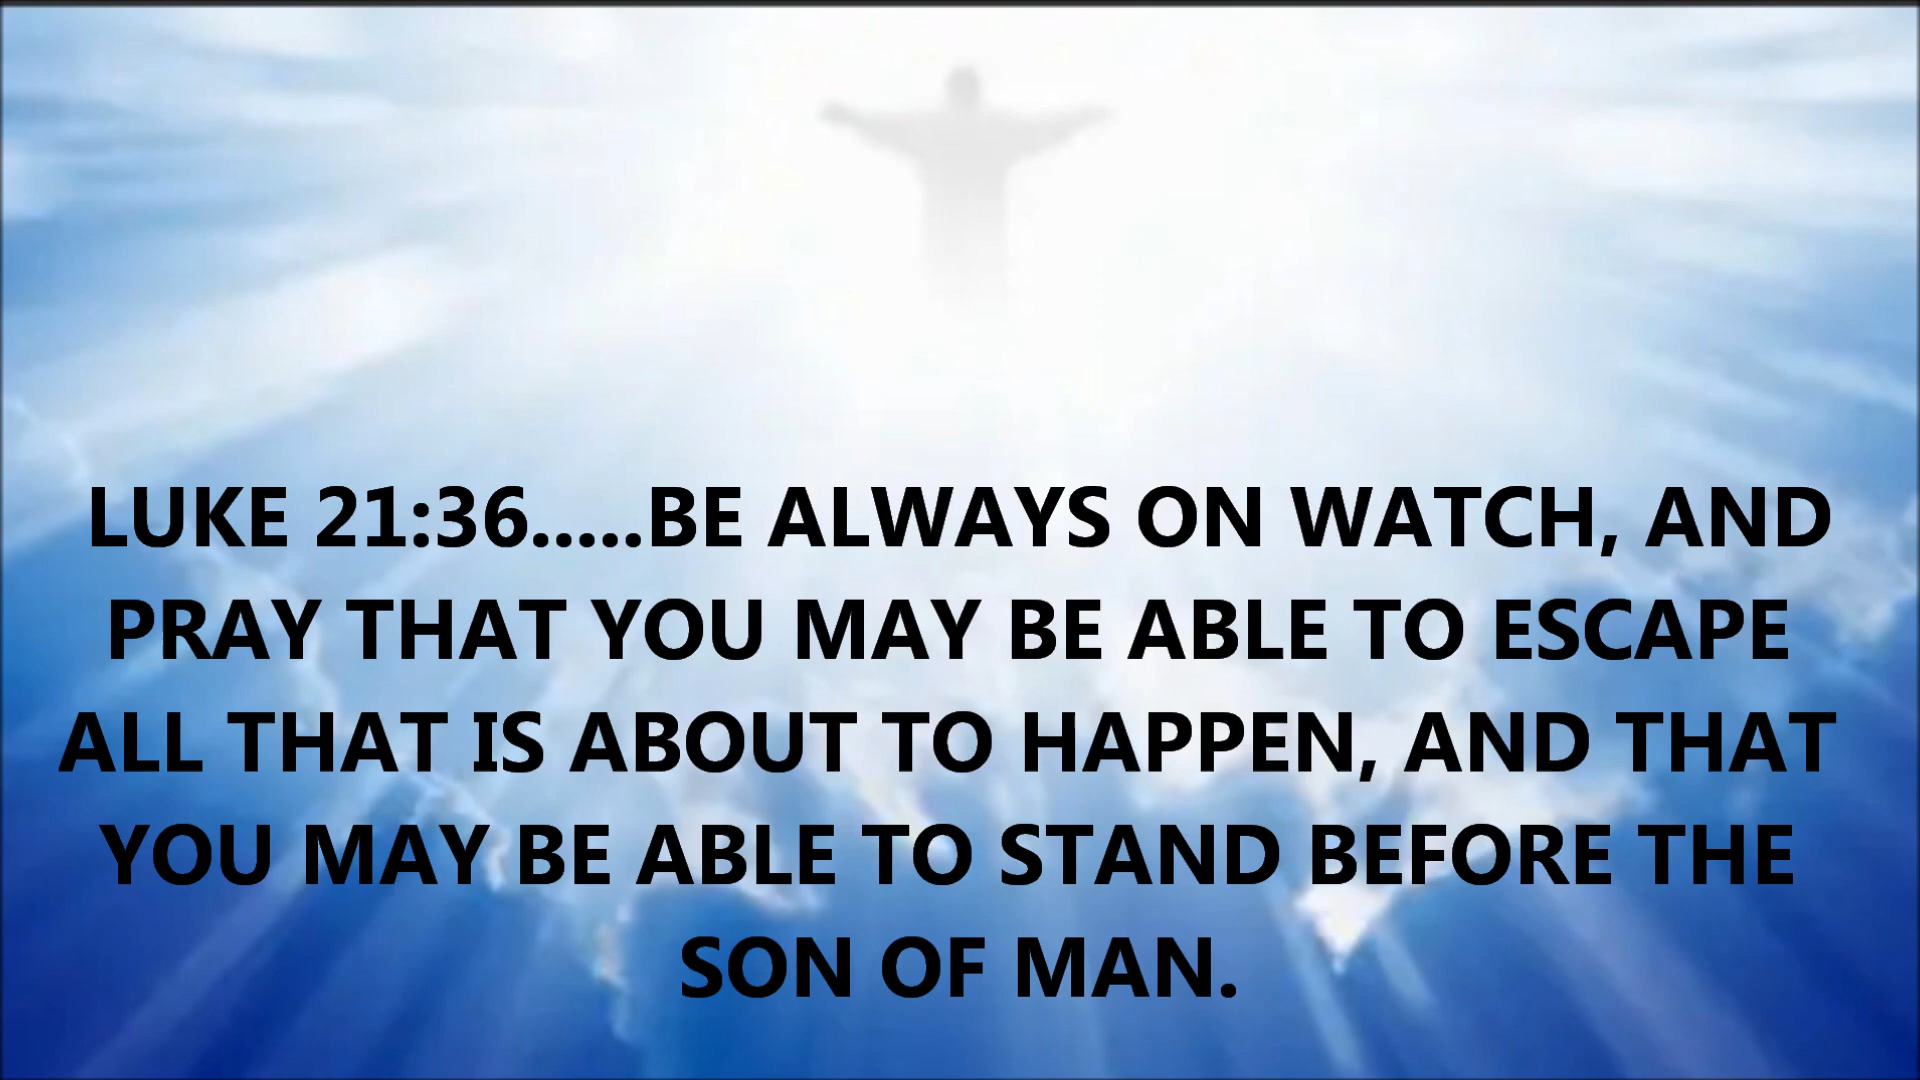 LUKE 21:36.....BE ALWAYS ON WATCH, AND
PRAY THAT YOU MAY BE ABLE TO ESCAPE
ALL THAT IS ABOUT TO HAPPEN, AND THAT
YOU MAY BE ABLE TO STAND BEFORE THE
SON OF MAN.